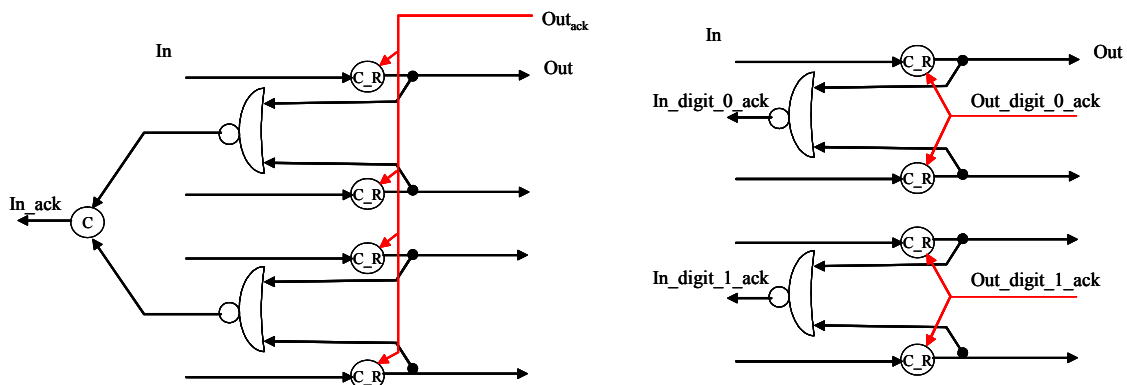 Out_ack
In
C_R
Out
C_R
In_ack
C
C_R
C_R
In
C_R
Out
In_digit_0_ack
Out_digit_0_ack
C_R
C_R
In_digit_1_ack
Out_digit_1_ack
C_R